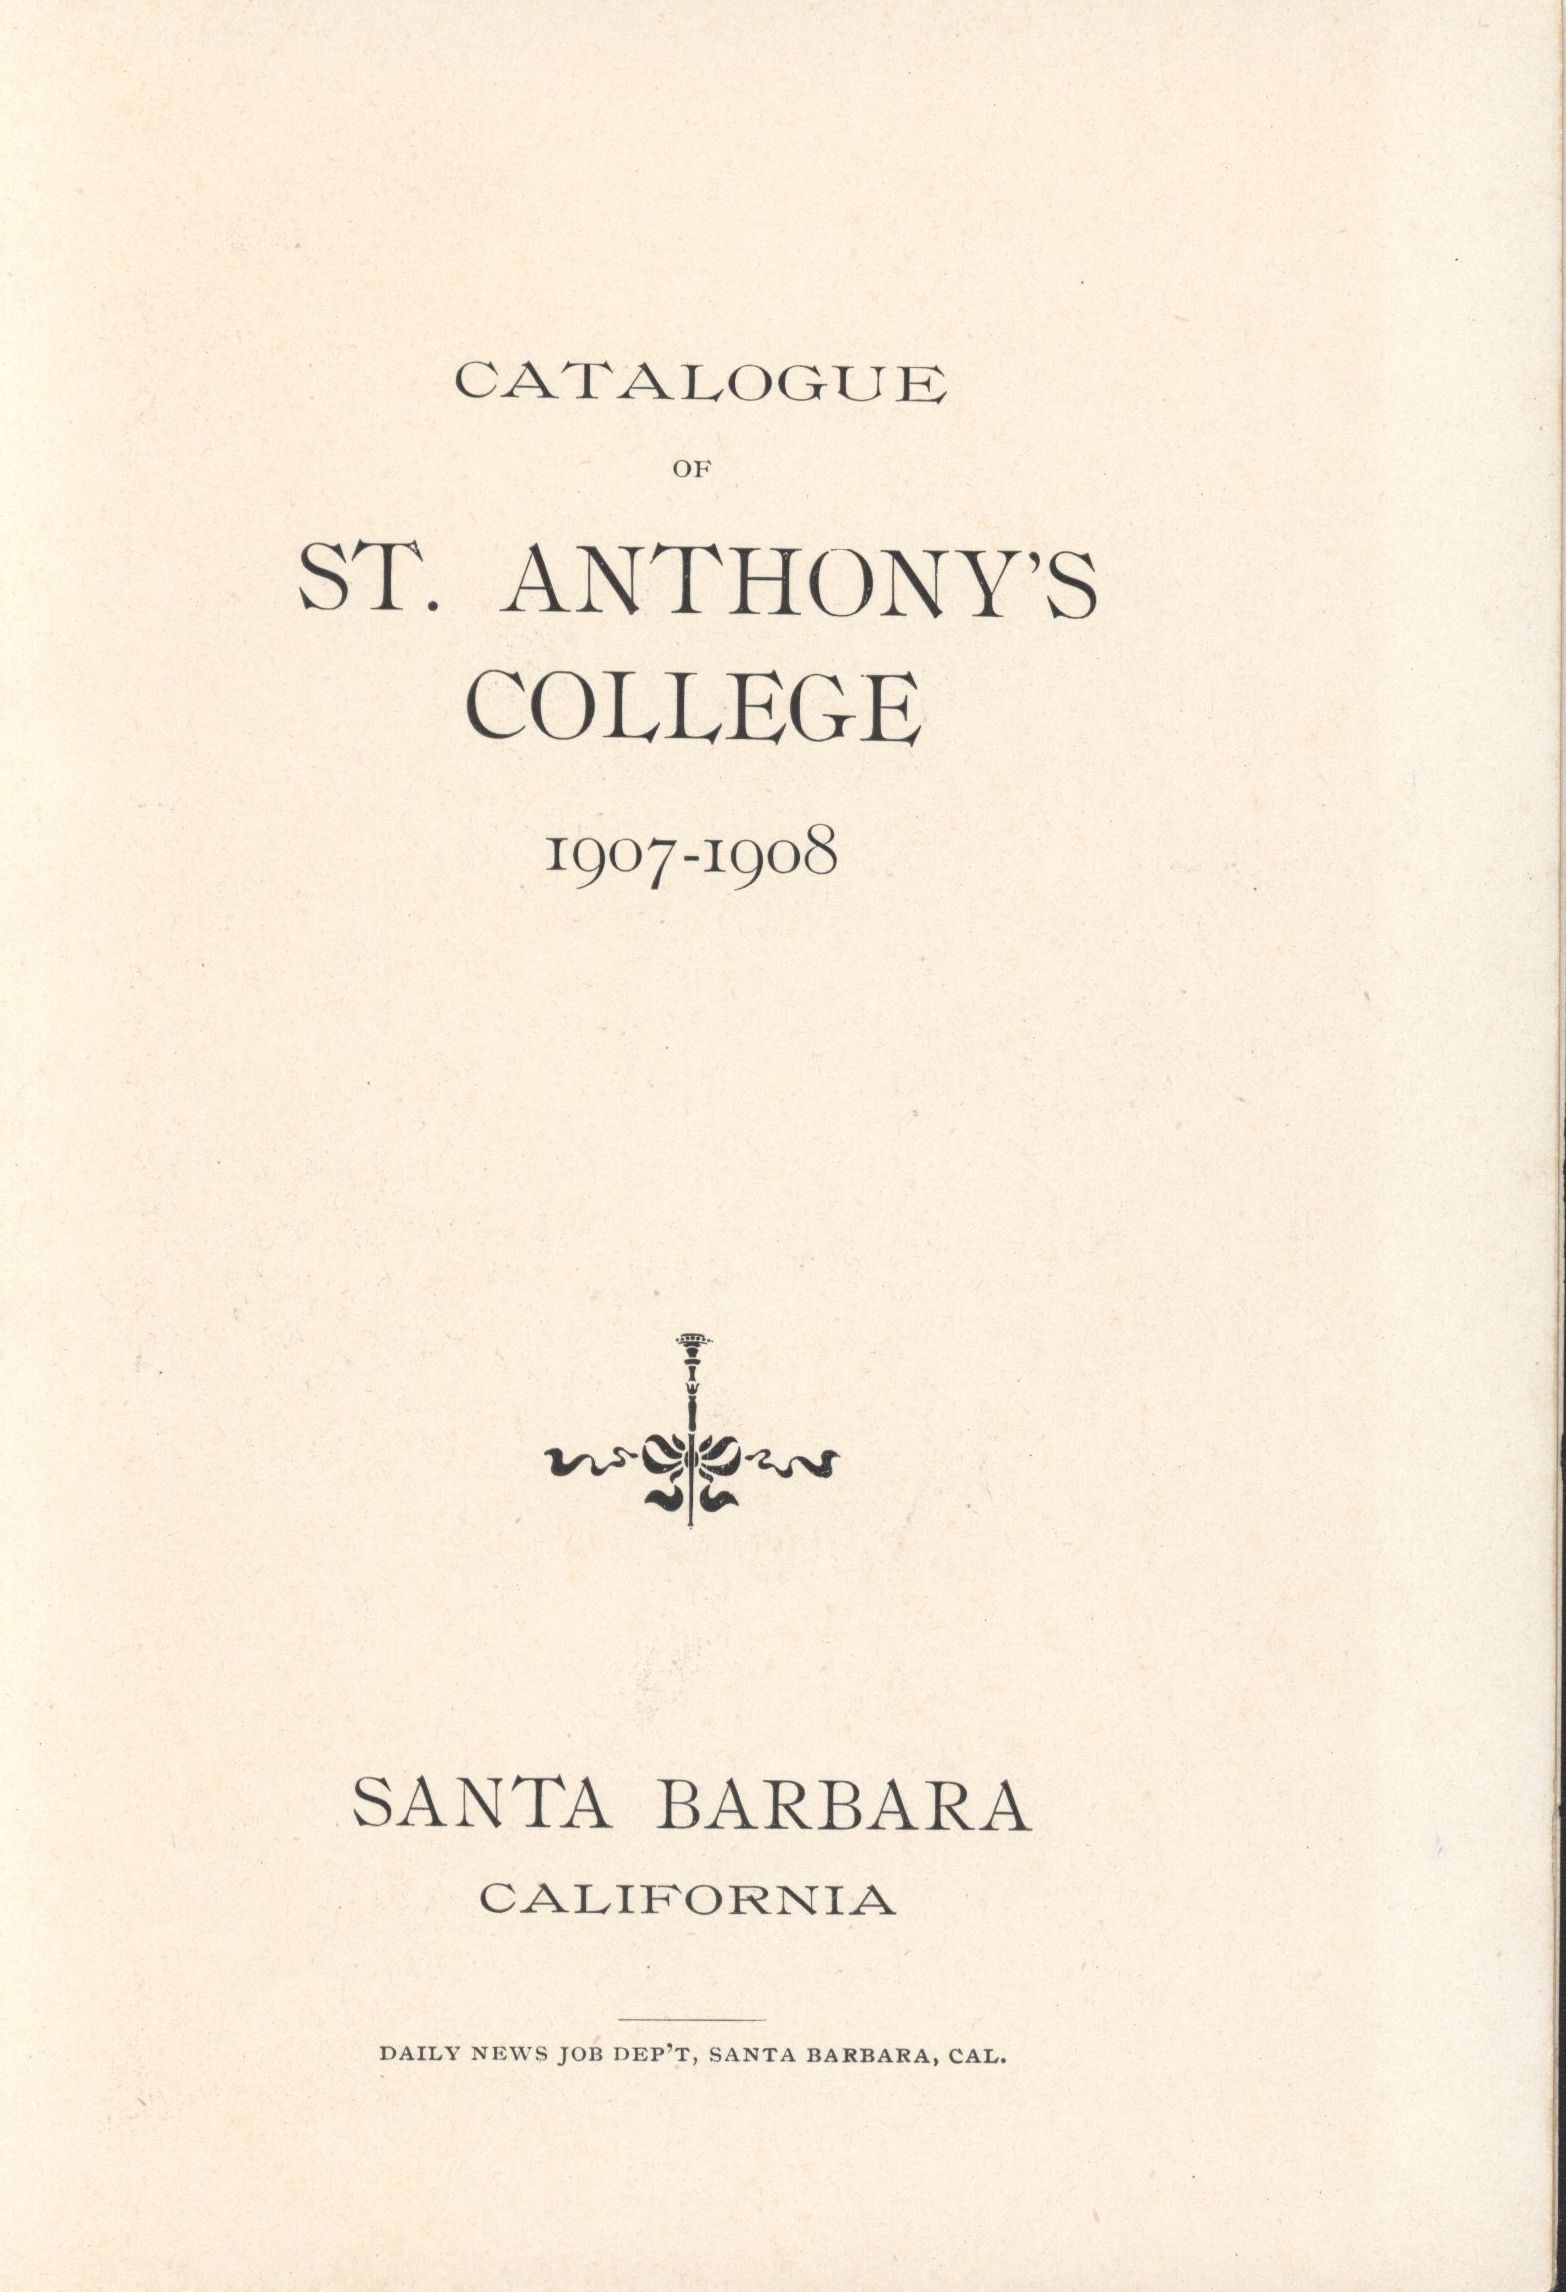 CATALOGUE
OF
ST. ANTHONY'S
COLLEGE
1907-1908
SANTA BARBARA
CALIFORNIA
DAILY NEWS JOB DEP'T, SANTA BARBARA, CAL.